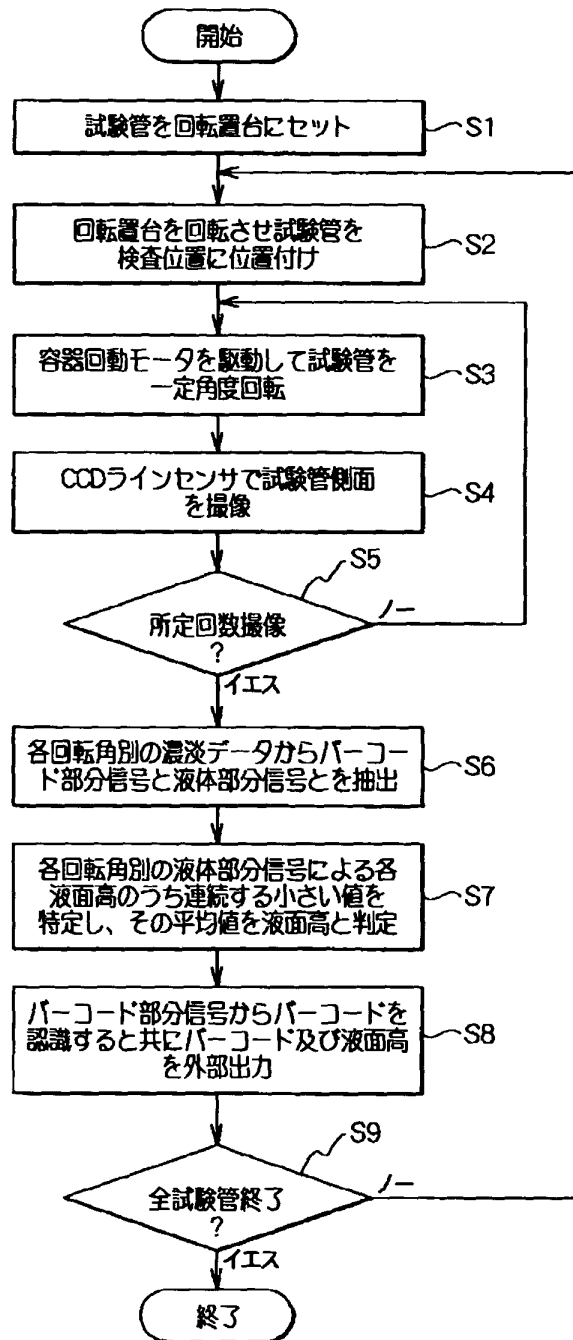 開始
試験管を回転置台にセット
S1
回転置台を回転させ試験管を
検査位置に位置付け
S2
容器回動モータを駆動して試験管を
一定角度回転
S3
CCDラインセンサで試験管側面
を撮像
S4
S5
所定回数撮像
?
ノー
イエス
各回転角別の濃淡データからバーコー
ド部分信号と液体部分信号とを抽出
S6
各回転角別の液体部分信号による各
液面高のうち連続する小さい値を
特定し、その平均値を液面高と判定
S7
バーコード部分信号からバーコードを
認識すると共にバーコード及び液面高
を外部出力
S8
S9
全試験管終了
?
ノー
イエス
終了